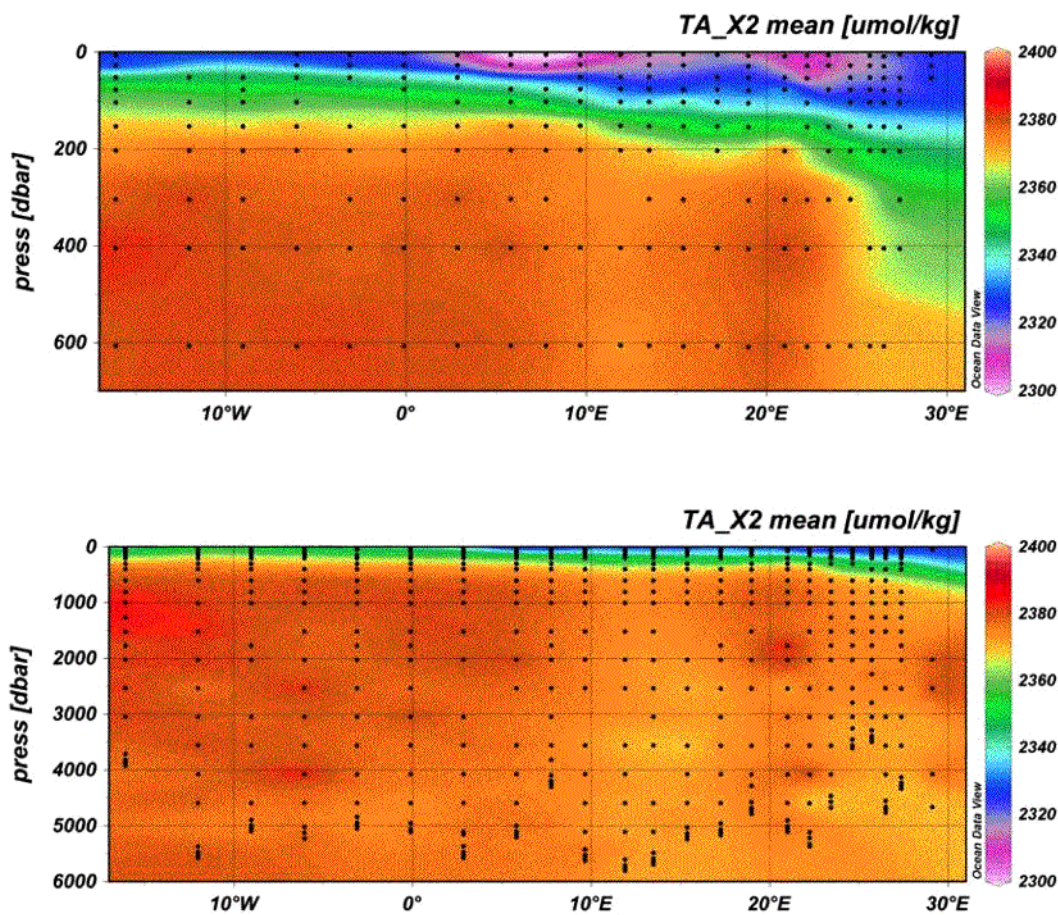 TA_X2 mean [umol/kg]
0
200
400
600
press [dbar]
10°W
0°
10°E
20°E
30°E
2400
2380
2360
2340
2320
2300
Ocean Data View
TA_X2 mean [umol/kg]
0
1000
2000
3000
4000
5000
6000
press [dbar]
10°W
0°
10°E
20°E
30°E
2400
2380
2360
2340
2320
2300
Ocean Data View